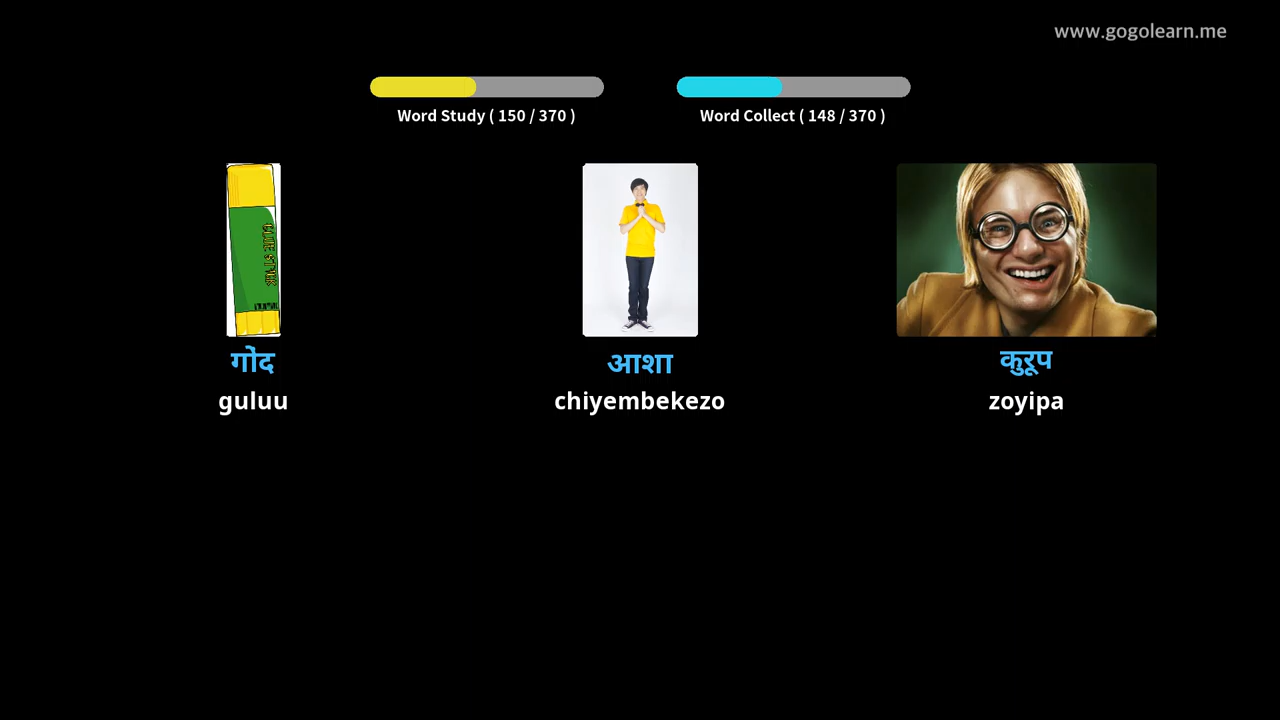 www.gogolearn.me
Word Study ( 150 / 370 )
Word Collect ( 148 / 370 )
गोंद
आशा
कुरूप
guluu
chiyembekezo
zoyipa